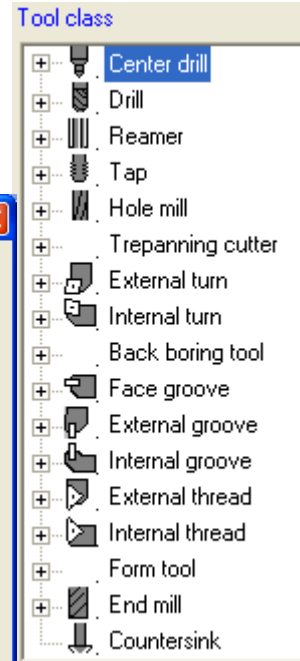 Tool class
Center drill
Drill
Reamer
Tap
Hole mill
Trepanning cutter
External turn
Internal turn
Back boring tool
Face groove
External groove
Internal groove
External thread
Internal thread
Form tool
End mill
Countersink